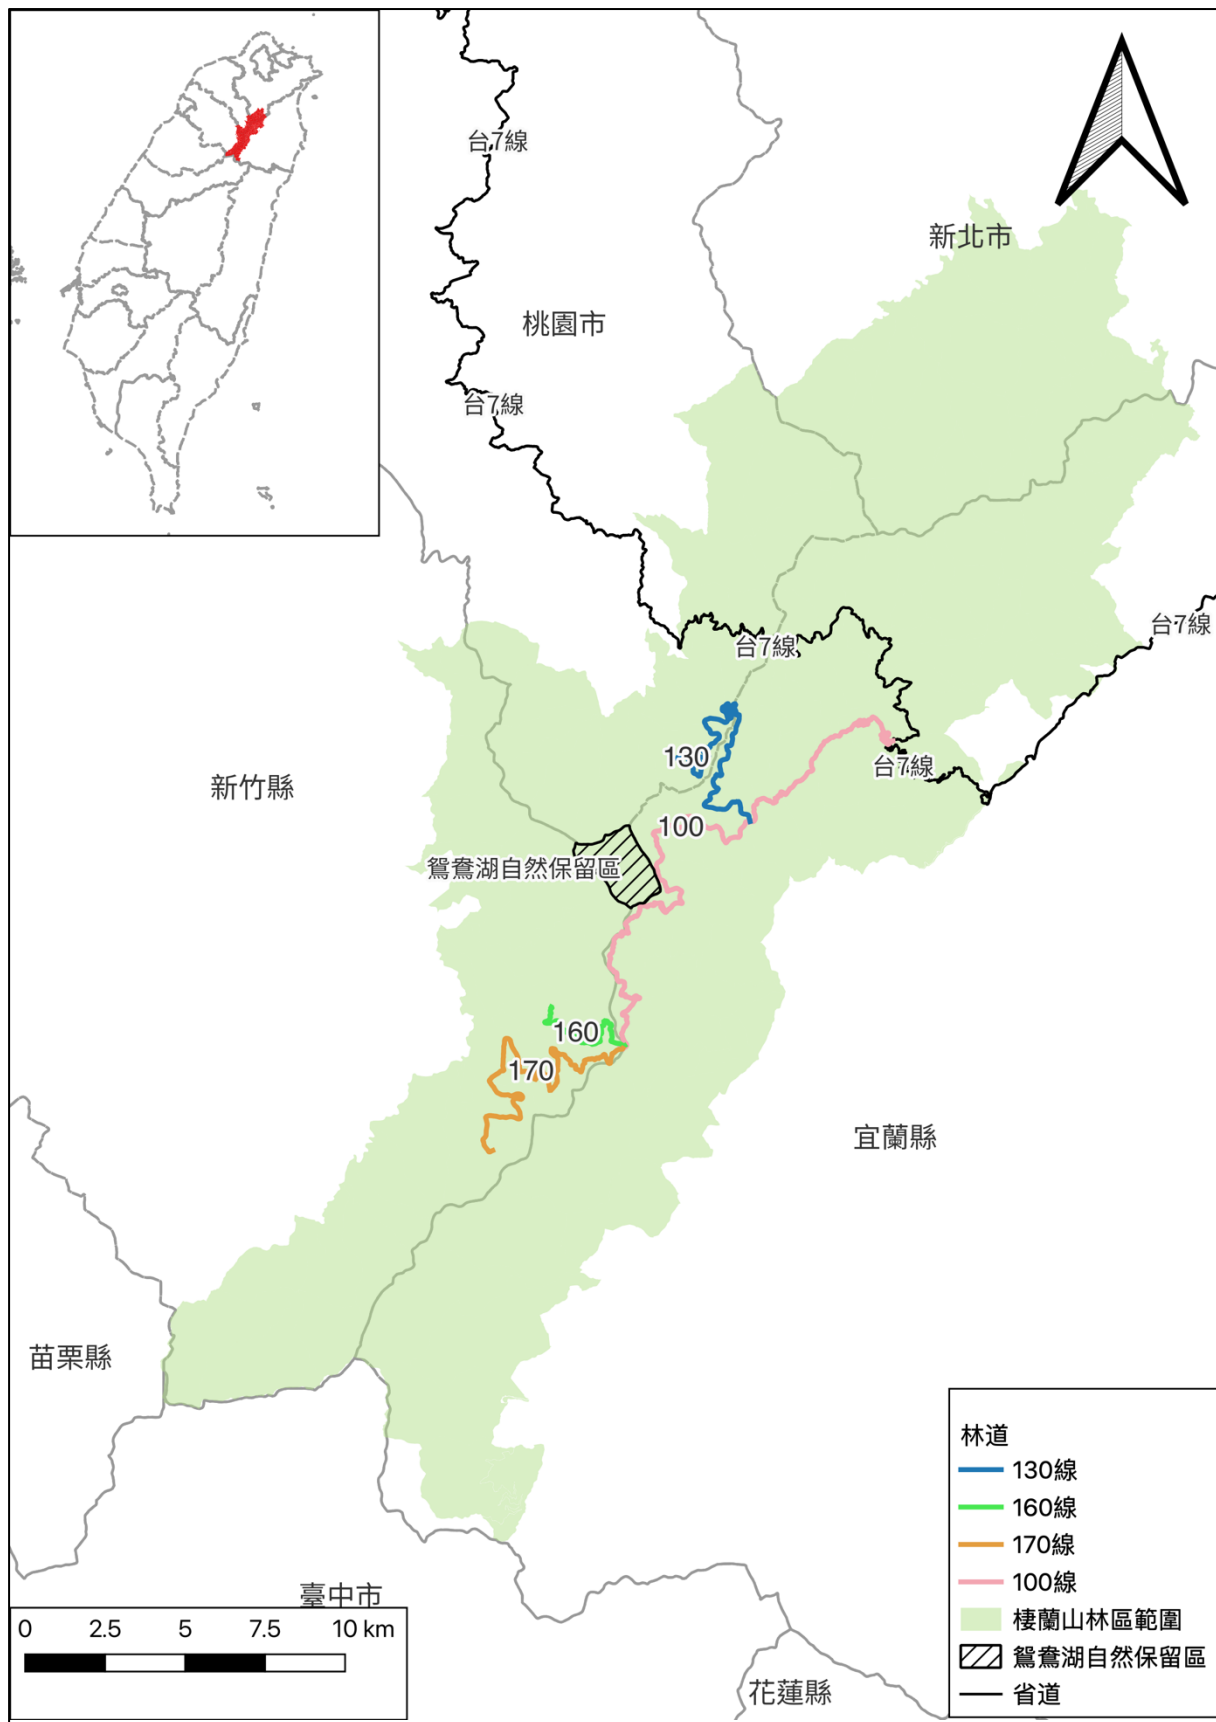 台7線
新北市
桃園市
台7線
台7線
台7線
130
台7線
新竹縣
100
鴛鴦湖自然保留區
160
170
宜蘭縣
苗栗縣
臺中市
花蓮縣
0 2.5 5 7.5 10 km
林道
130線
160線
170線
100線
棲蘭山林區範圍
鴛鴦湖自然保留區
省道